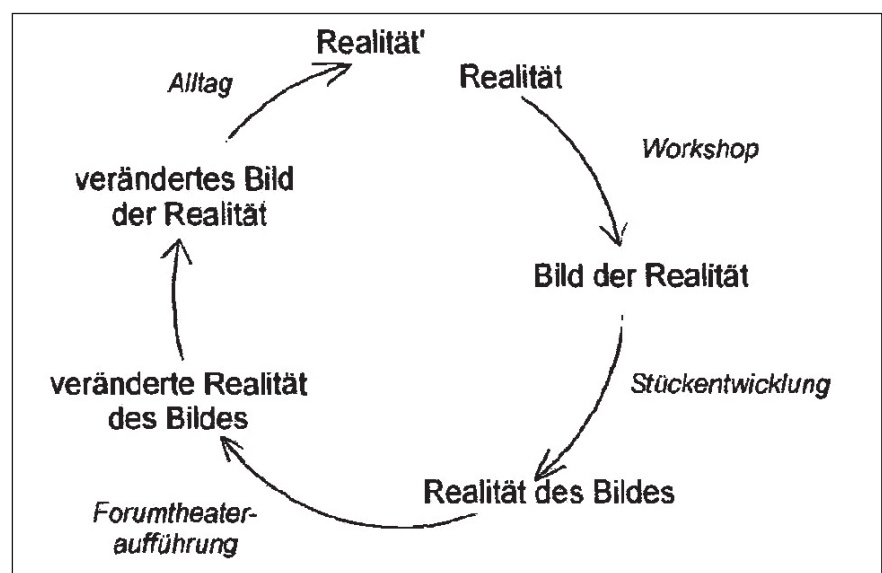 Realität'
Realität
Alltag
Workshop
verändertes Bild
der Realität
Bild der Realität
veränderte Realität
des Bildes
Stückentwicklung
Realität des Bildes
Forumtheater-
aufführung